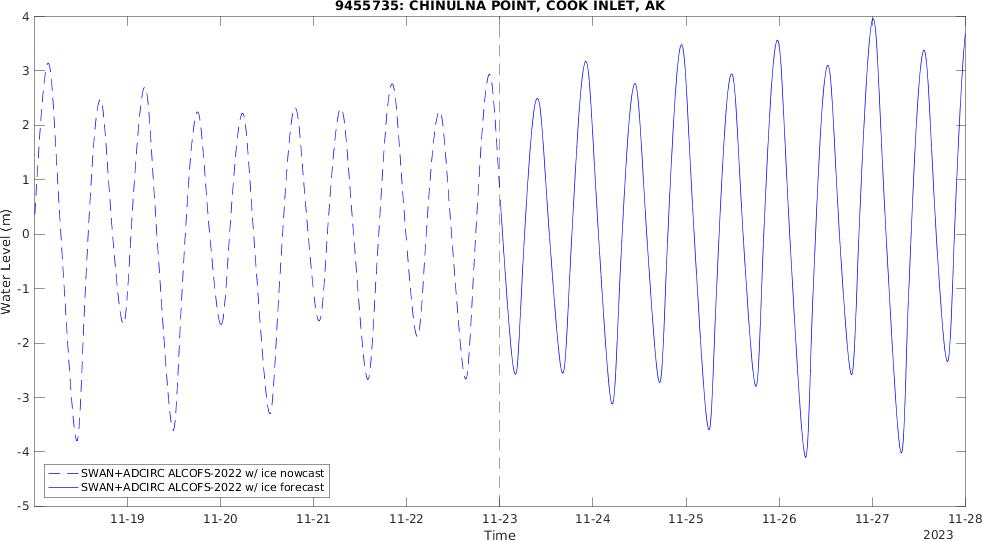 9455735: CHINULNA POINT, COOK INLET, AK
4
3
2
1
0
-1
-2
-3
-4
-5
Water Level (m)
SWAN+ADCIRC ALCOFS-2022 w/ ice nowcast
SWAN+ADCIRC ALCOFS-2022 w/ ice forecast
11-19 11-20 11-21 11-22 11-23 11-24 11-25 11-26 11-27 11-28
Time
2023